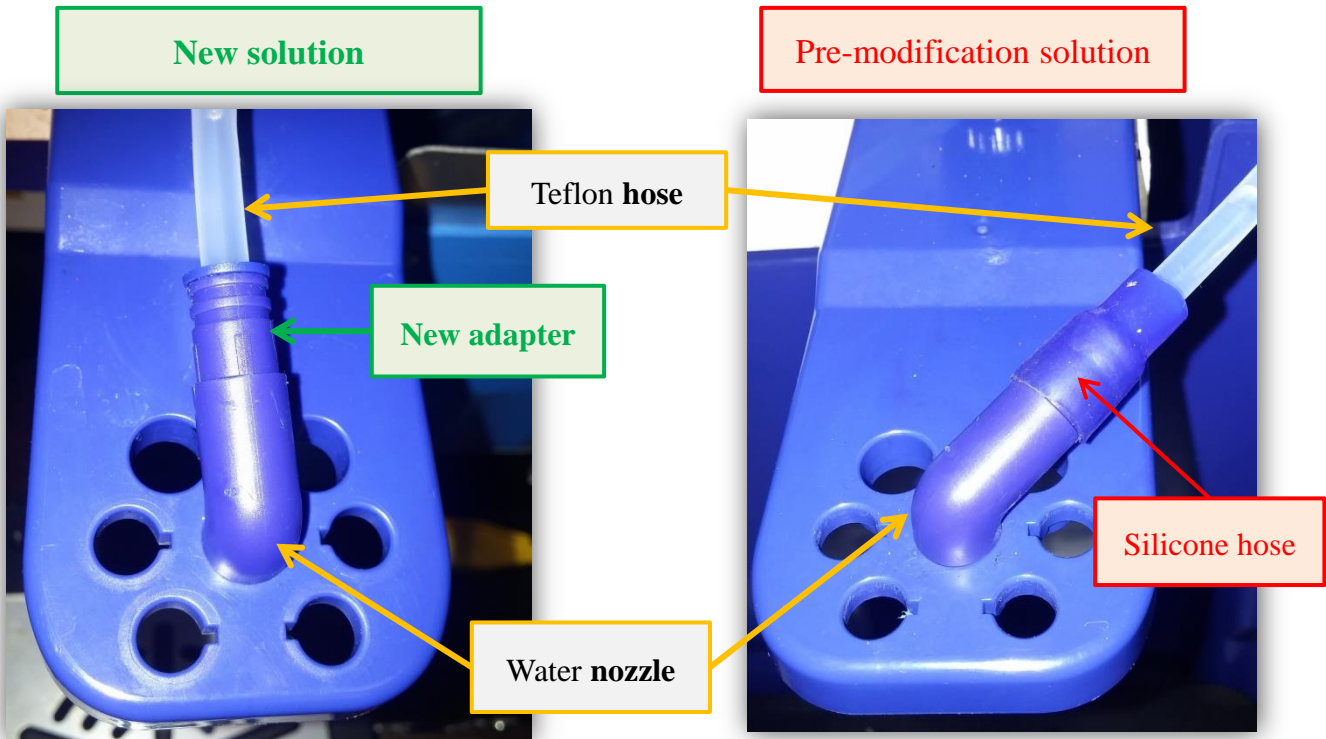 New solution
Pre-modification solution
Teflon hose
New adapter
Silicone hose
Water nozzle